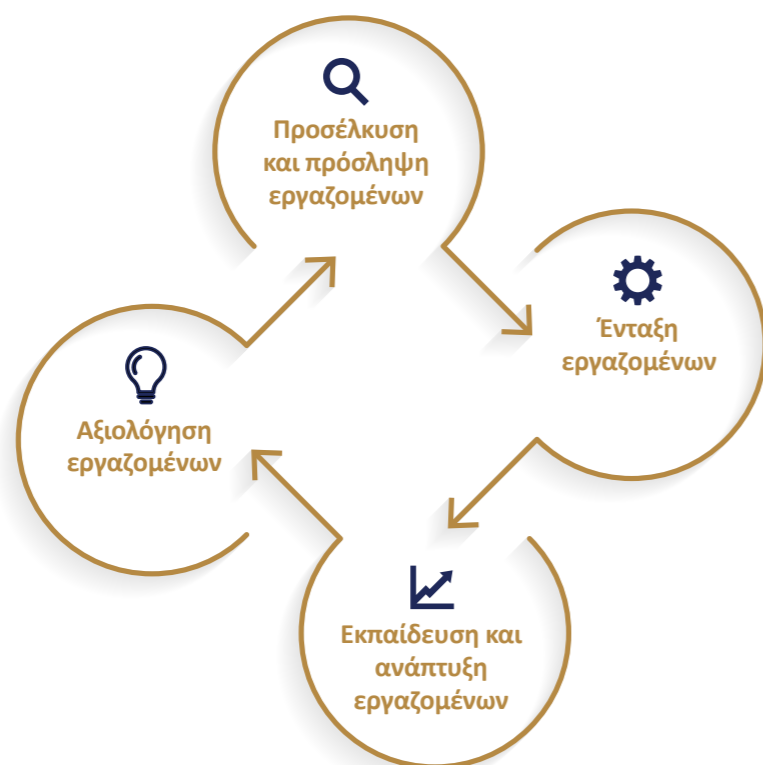 Προσέλκυση
και πρόσληψη
εργαζομένων
Ένταξη
εργαζομένων
Εκπαίδευση και
ανάπτυξη
εργαζομένων
Αξιολόγηση
εργαζομένων